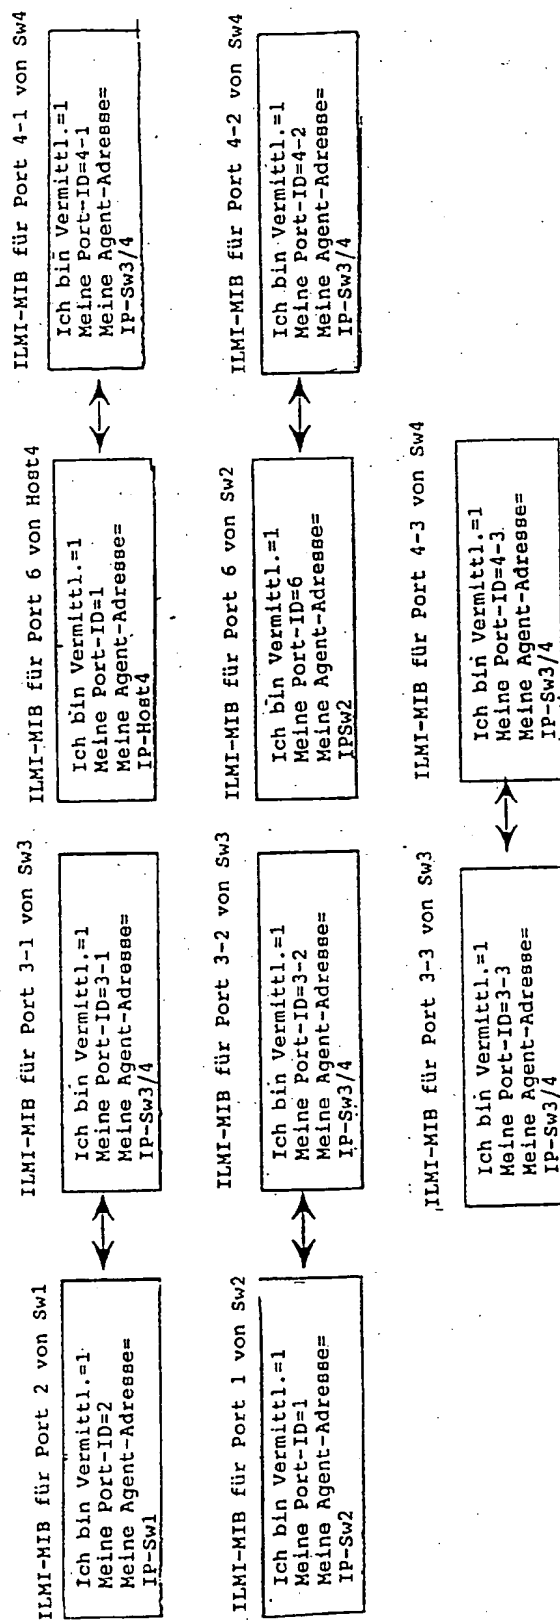 ILMI-MIB für Port 2 von Sw1
Ich bin Vermittl.=1
Meine Port-ID=2
Meine Agent-Adresse=
IP-Sw1
ILMI-MIB für Port 3-1 von Sw3
Ich bin Vermittl.=1
Meine Port-ID=3-1
Meine Agent-Adresse=
IP-Sw3/4
ILMI-MIB für Port 6 von Host4
Ich bin Vermittl.=1
Meine Port-ID=1
Meine Agent-Adresse=
IP-Host4
ILMI-MIB für Port 4-1 von Sw4
Ich bin Vermittl.=1
Meine Port-ID=4-1
Meine Agent-Adresse=
IP-Sw3/4
ILMI-MIB für Port 1 von Sw2
Ich bin Vermittl.=1
Meine Port-ID=1
Meine Agent-Adresse=
IP-Sw2
ILMI-MIB für Port 3-2 von Sw3
Ich bin Vermittl.=1
Meine Port-ID=3-2
Meine Agent-Adresse=
IP-Sw3/4
ILMI-MIB für Port 6 von Sw2
Ich bin Vermittl.=1
Meine Port-ID=6
Meine Agent-Adresse=
IPSw2
ILMI-MIB für Port 4-2 von Sw4
Ich bin Vermittl.=1
Meine Port-ID=4-2
Meine Agent-Adresse=
IP-Sw3/4
ILMI-MIB für Port 3-3 von Sw3
Ich bin Vermittl.=1
Meine Port-ID=3-3
Meine Agent-Adresse=
IP-Sw3/4
ILMI-MIB für Port 4-3 von Sw4
Ich bin Vermittl.=1
Meine Port-ID=4-3
Meine Agent-Adresse=
IP-Sw3/4